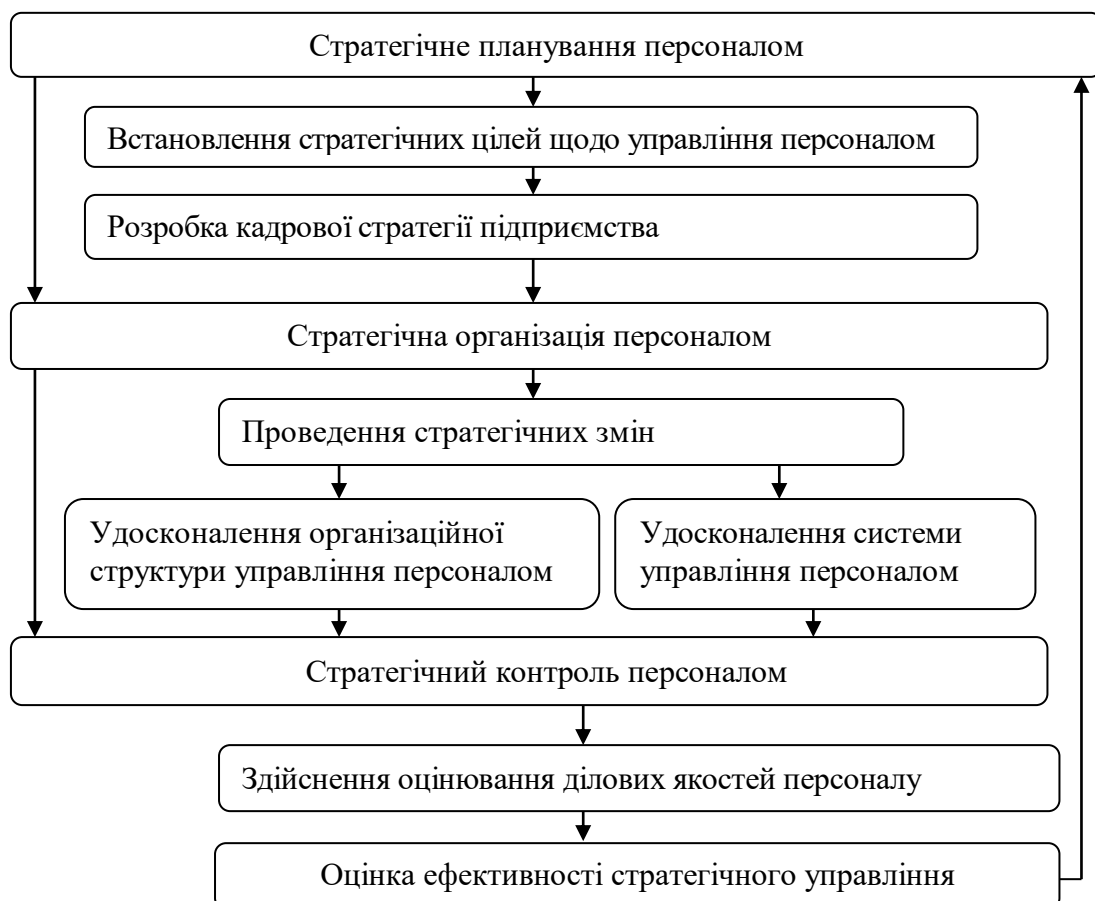 Стратегічне планування персоналом
Встановлення стратегічних цілей щодо управління персоналом
Розробка кадрової стратегії підприємства
Стратегічна організація персоналом
Проведення стратегічних змін
Удосконалення організаційної
структури управління персоналом
Удосконалення системи
управління персоналом
Стратегічний контроль персоналом
Здійснення оцінювання ділових якостей персоналу
Оцінка ефективності стратегічного управління